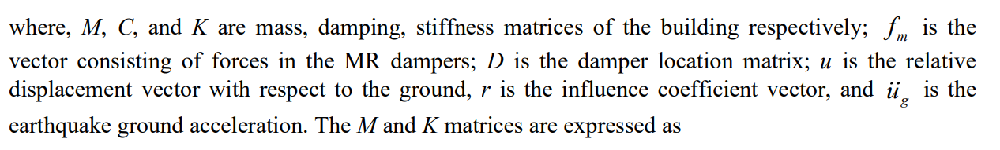 where, M, C, and K are mass, damping, stiffness matrices of the building respectively; f_m is the
vector consisting of forces in the MR dampers; D is the damper location matrix; u is the relative
displacement vector with respect to the ground, r is the influence coefficient vector, and ü_g is the
earthquake ground acceleration. The M and K matrices are expressed as